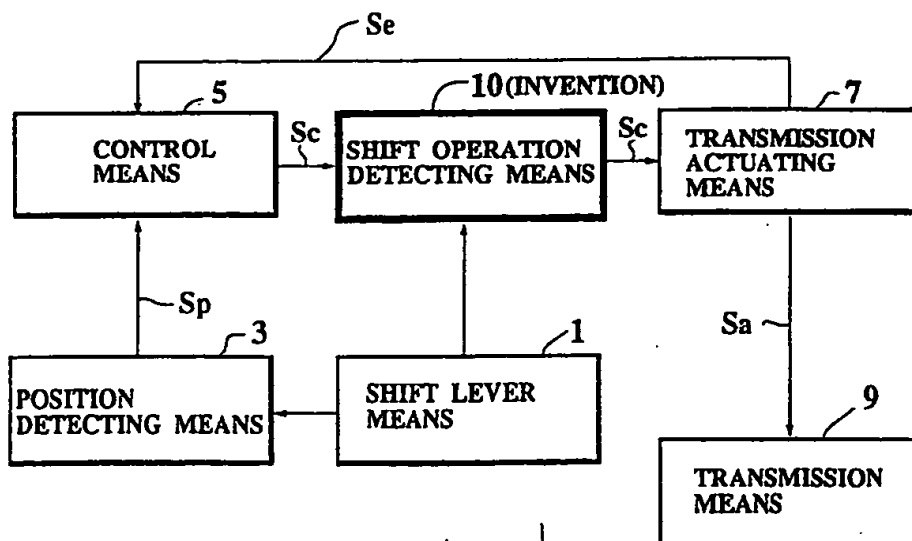 Se
10(INVENTION)
5
7
CONTROL
MEANS
Sc
SHIFT OPERATION
DETECTING MEANS
Sc
TRANSMISSION
ACTUATING
MEANS
Sp
Sa
3
1
POSITION
DETECTING MEANS
SHIFT LEVER
MEANS
9
TRANSMISSION
MEANS